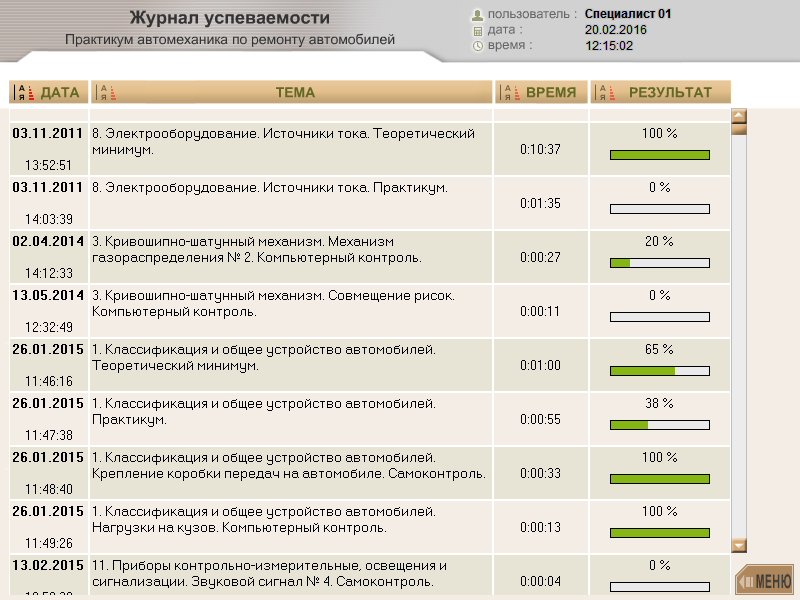 Журнал успеваемости
Практикум автомеханика по ремонту автомобилей
пользователь : Специалист 01
дата : 20.02.2016
время : 12:15:02
А Я ДАТА А Я ТЕМА А Я ВРЕМЯ А Я РЕЗУЛЬТАТ
03.11.2011 8. Электрооборудование. Источники тока. Теоретический 100 %
минимум. 0:10:37
13:52:51
03.11.2011 8. Электрооборудование. Источники тока. Практикум. 0 %
0:01:35
14:03:39
02.04.2014 3. Кривошипно-шатунный механизм. Механизм 20 %
газораспределения № 2. Компьютерный контроль. 0:00:27
14:12:33
13.05.2014 3. Кривошипно-шатунный механизм. Совмещение рисок. 0 %
Компьютерный контроль. 0:00:11
12:32:49
26.01.2015 1. Классификация и общее устройство автомобилей. 65 %
Теоретический минимум. 0:01:00
11:46:16
26.01.2015 1. Классификация и общее устройство автомобилей. 38 %
Практикум. 0:00:55
11:47:38
26.01.2015 1. Классификация и общее устройство автомобилей. 100 %
Крепление коробки передач на автомобиле. Самоконтроль. 0:00:33
11:48:40
26.01.2015 1. Классификация и общее устройство автомобилей. 100 %
Нагрузки на кузов. Компьютерный контроль. 0:00:13
11:49:26
13.02.2015 11. Приборы контрольно-измерительные, освещения и 0 %
сигнализации. Звуковой сигнал № 4. Самоконтроль. 0:00:04
МЕНЮ